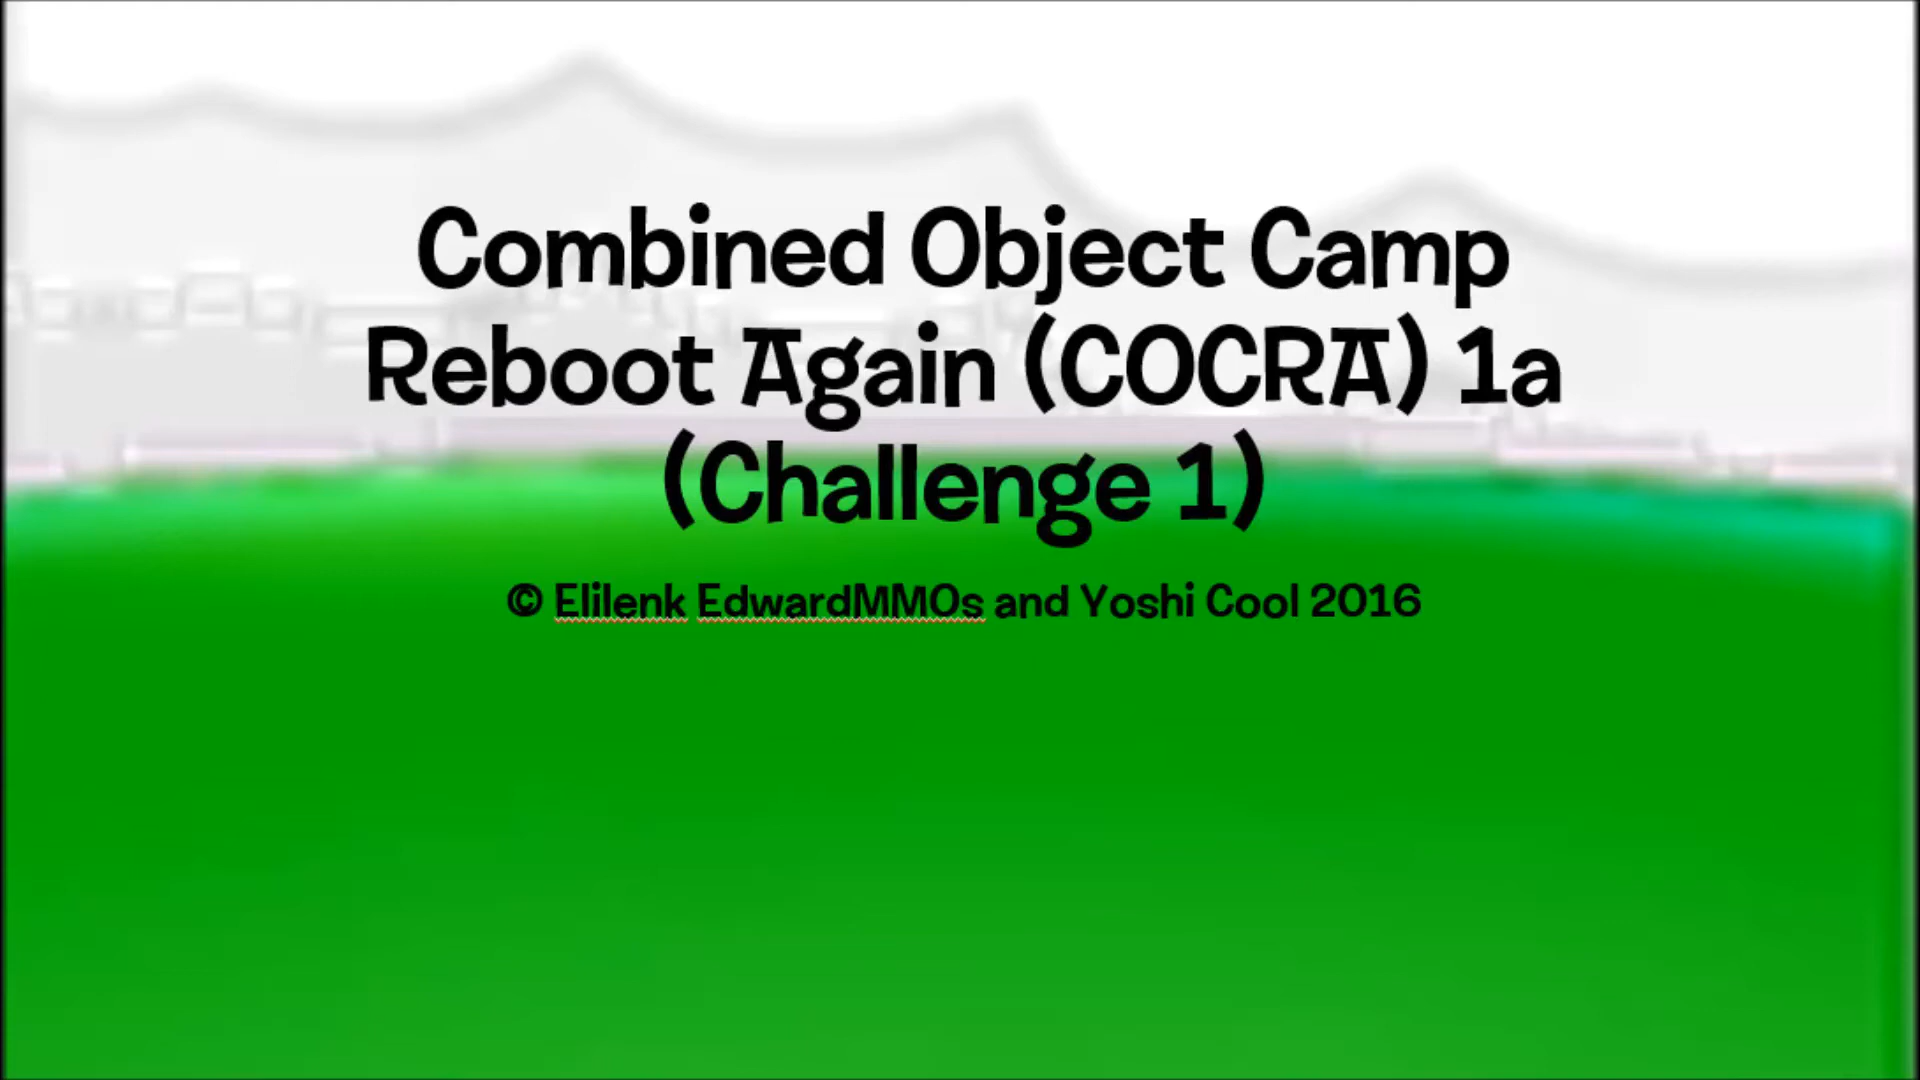 Combined Object Camp
Reboot Again (COCRA) 1a
(Challenge 1)
© Elilenk EdwardMMOs and Yoshi Cool 2016